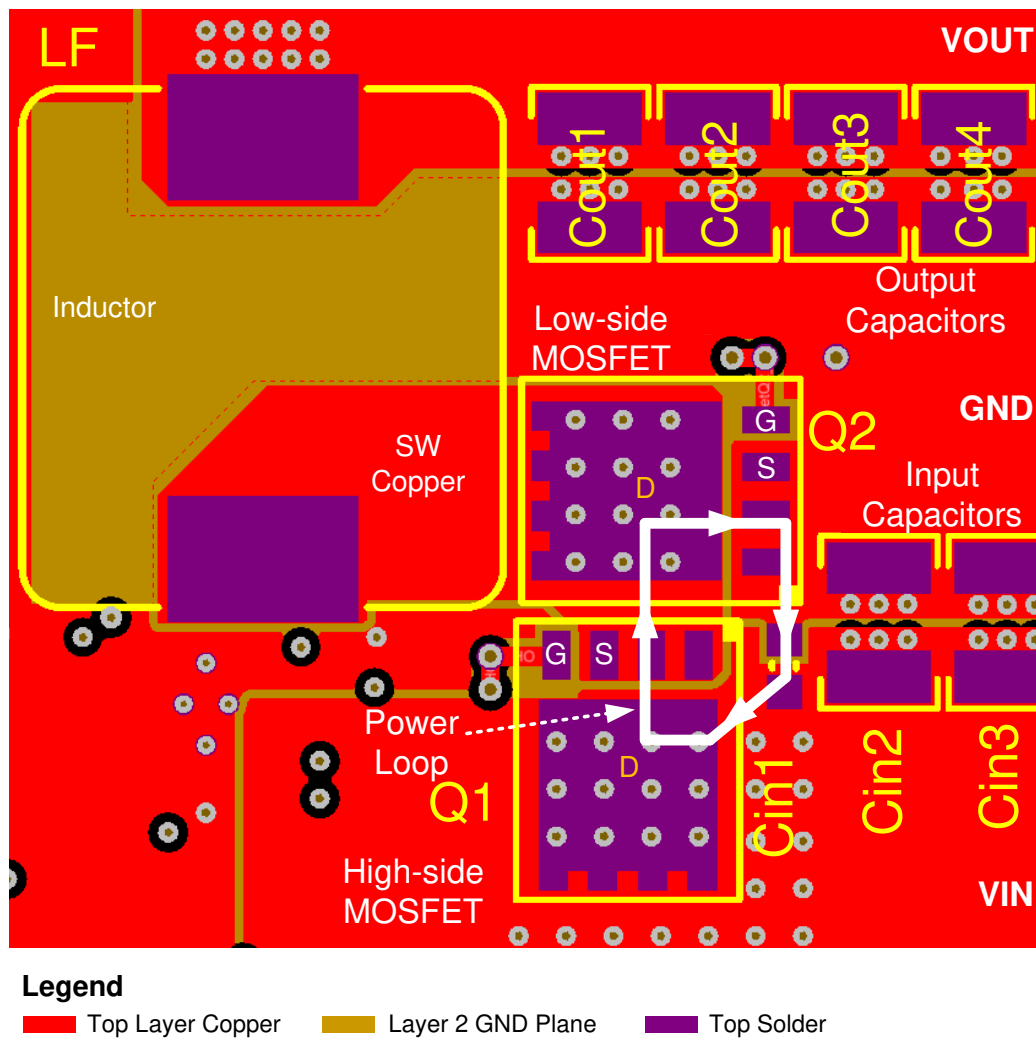 LF
VOUT
Cout1
Cout2
Cout3
Cout4
Inductor
Output
Capacitors
Low-side
MOSFET
GND
G
Q2
S
SW
Copper
D
Input
Capacitors
G
S
Power
Loop
D
Q1
Cin1
Cin2
Cin3
High-side
MOSFET
VIN
Legend
Top Layer Copper
Layer 2 GND Plane
Top Solder